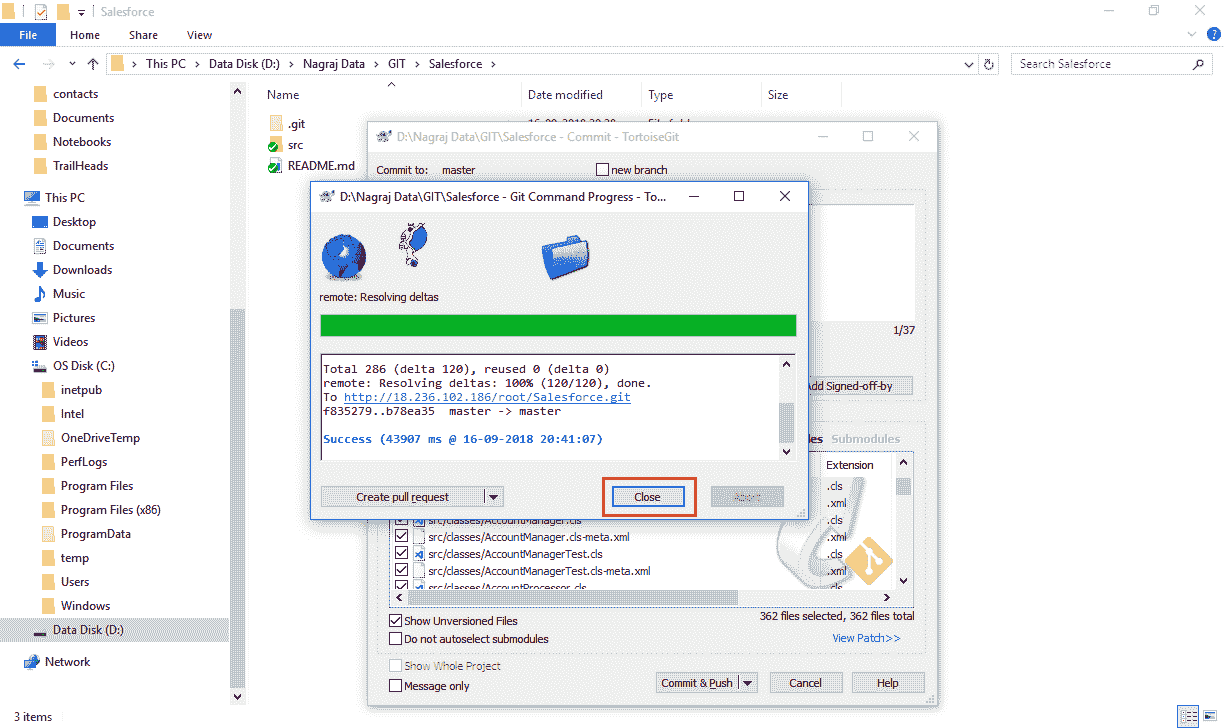 Salesforce
File Home Share View
This PC > Data Disk (D:) > Nagraj Data > GIT > Salesforce >
Search Salesforce
contacts
Documents
Notebooks
TrailHeads
This PC
Desktop
Documents
Downloads
Music
Pictures
Videos
OS Disk (C:)
inetpub
Intel
OneDriveTemp
PerfLogs
Program Files
Program Files (x86)
ProgramData
temp
Users
Windows
Data Disk (D:)
Network
3 items
Name Date modified Type Size
.git
src
README.md
D:\Nagraj Data\GIT\Salesforce - Commit - TortoiseGit
Commit to: master new branch
D:\Nagraj Data\GIT\Salesforce - Git Command Progress - To...
remote: Resolving deltas
Total 286 (delta 120), reused 0 (delta 0)
remote: Resolving deltas: 100% (120/120), done.
To http://18.236.102.186/root/Salesforce.git
f835279..b78ea35 master -> master
Success (43907 ms @ 16-09-2018 20:41:07)
Create pull request Close Abort
1/37
Add Signed-off-by
Submodules
Extension
.cls
.xml
.cls
src/classes/AccountManager.cls .cls
src/classes/AccountManager.cls-meta.xml .xml
src/classes/AccountManagerTest.cls .cls
src/classes/AccountManagerTest.cls-meta.xml .xml
src/classes/AccountProcessor.cls .cls
362 files selected, 362 files total
Show Unversioned Files
Do not autoselect submodules
View Patch>>
Show Whole Project
Message only
Commit & Push Cancel Help